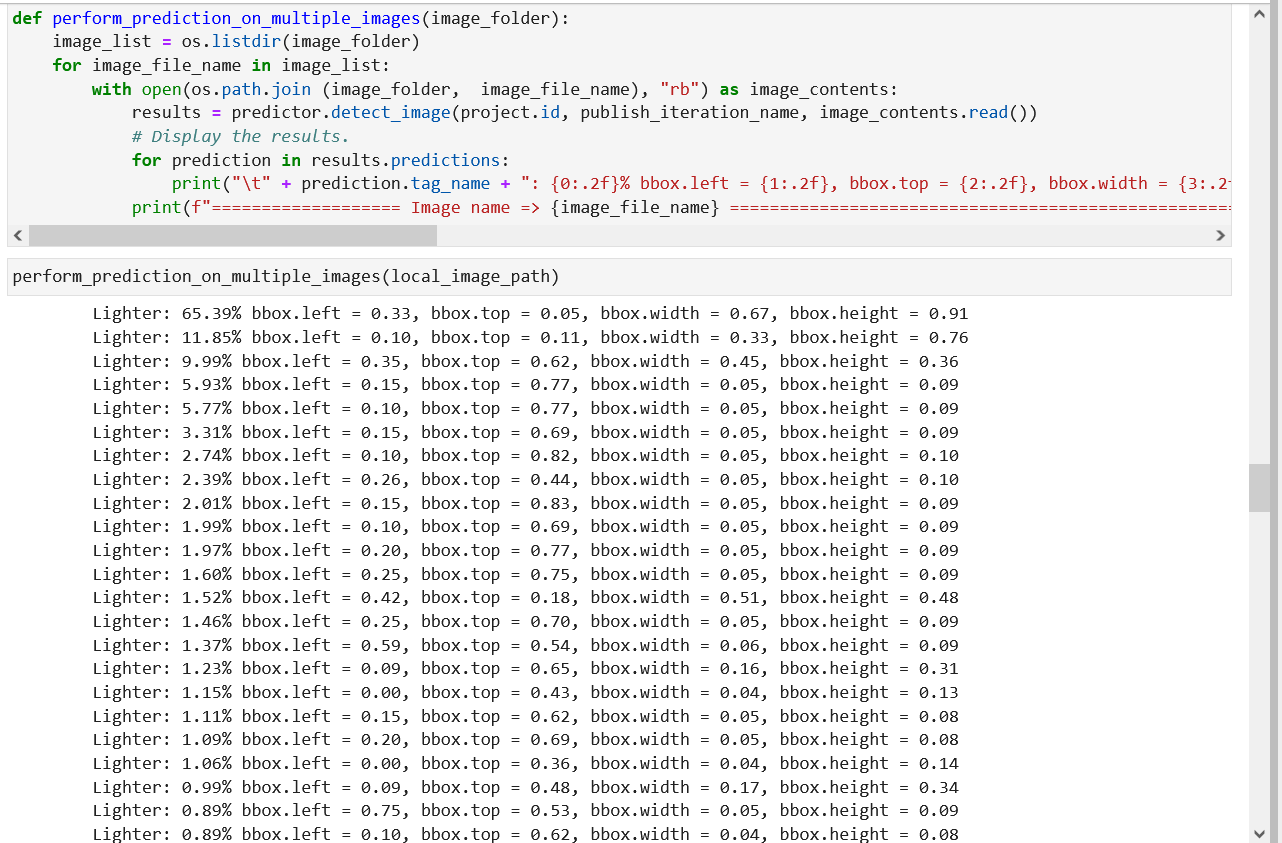 def perform_prediction_on_multiple_images(image_folder):
    image_list = os.listdir(image_folder)
    for image_file_name in image_list:
        with open(os.path.join (image_folder,  image_file_name), "rb") as image_contents:
            results = predictor.detect_image(project.id, publish_iteration_name, image_contents.read())
            # Display the results.
            for prediction in results.predictions:
                print("\t" + prediction.tag_name + ": {0:.2f}% bbox.left = {1:.2f}, bbox.top = {2:.2f}, bbox.width = {3:.2
            print(f"=================== Image name => {image_file_name} ==================================================
perform_prediction_on_multiple_images(local_image_path)
Lighter: 65.39% bbox.left = 0.33, bbox.top = 0.05, bbox.width = 0.67, bbox.height = 0.91
Lighter: 11.85% bbox.left = 0.10, bbox.top = 0.11, bbox.width = 0.33, bbox.height = 0.76
Lighter: 9.99% bbox.left = 0.35, bbox.top = 0.62, bbox.width = 0.45, bbox.height = 0.36
Lighter: 5.93% bbox.left = 0.15, bbox.top = 0.77, bbox.width = 0.05, bbox.height = 0.09
Lighter: 5.77% bbox.left = 0.10, bbox.top = 0.77, bbox.width = 0.05, bbox.height = 0.09
Lighter: 3.31% bbox.left = 0.15, bbox.top = 0.69, bbox.width = 0.05, bbox.height = 0.09
Lighter: 2.74% bbox.left = 0.10, bbox.top = 0.82, bbox.width = 0.05, bbox.height = 0.10
Lighter: 2.39% bbox.left = 0.26, bbox.top = 0.44, bbox.width = 0.05, bbox.height = 0.10
Lighter: 2.01% bbox.left = 0.15, bbox.top = 0.83, bbox.width = 0.05, bbox.height = 0.09
Lighter: 1.99% bbox.left = 0.10, bbox.top = 0.69, bbox.width = 0.05, bbox.height = 0.09
Lighter: 1.97% bbox.left = 0.20, bbox.top = 0.77, bbox.width = 0.05, bbox.height = 0.09
Lighter: 1.60% bbox.left = 0.25, bbox.top = 0.75, bbox.width = 0.05, bbox.height = 0.09
Lighter: 1.52% bbox.left = 0.42, bbox.top = 0.18, bbox.width = 0.51, bbox.height = 0.48
Lighter: 1.46% bbox.left = 0.25, bbox.top = 0.70, bbox.width = 0.05, bbox.height = 0.09
Lighter: 1.37% bbox.left = 0.59, bbox.top = 0.54, bbox.width = 0.06, bbox.height = 0.09
Lighter: 1.23% bbox.left = 0.09, bbox.top = 0.65, bbox.width = 0.16, bbox.height = 0.31
Lighter: 1.15% bbox.left = 0.00, bbox.top = 0.43, bbox.width = 0.04, bbox.height = 0.13
Lighter: 1.11% bbox.left = 0.15, bbox.top = 0.62, bbox.width = 0.05, bbox.height = 0.08
Lighter: 1.09% bbox.left = 0.20, bbox.top = 0.69, bbox.width = 0.05, bbox.height = 0.08
Lighter: 1.06% bbox.left = 0.00, bbox.top = 0.36, bbox.width = 0.04, bbox.height = 0.14
Lighter: 0.99% bbox.left = 0.09, bbox.top = 0.48, bbox.width = 0.17, bbox.height = 0.34
Lighter: 0.89% bbox.left = 0.75, bbox.top = 0.53, bbox.width = 0.05, bbox.height = 0.09
Lighter: 0.89% bbox.left = 0.10, bbox.top = 0.62, bbox.width = 0.04, bbox.height = 0.08